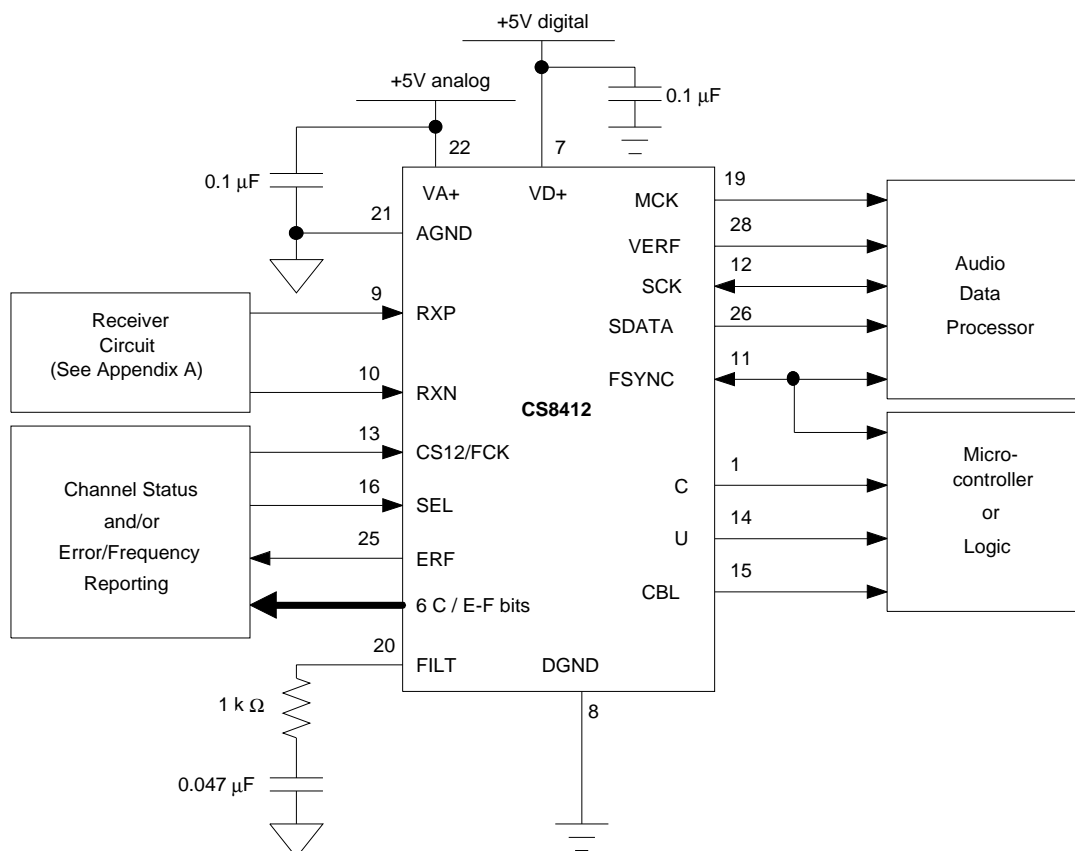 +5V digital
+5V analog
0.1 µF
22
7
0.1 µF
VA+
VD+
19
MCK
21
AGND
28
VERF
12
SCK
Audio
Data
Processor
9
RXP
26
SDATA
Receiver
Circuit
(See Appendix A)
11
FSYNC
10
RXN
CS8412
13
CS12/FCK
Micro-
controller
or
Logic
1
C
16
SEL
Channel Status
and/or
Error/Frequency
Reporting
14
U
25
ERF
15
CBL
6 C / E-F bits
20
FILT
DGND
1 k Ω
8
0.047 µF